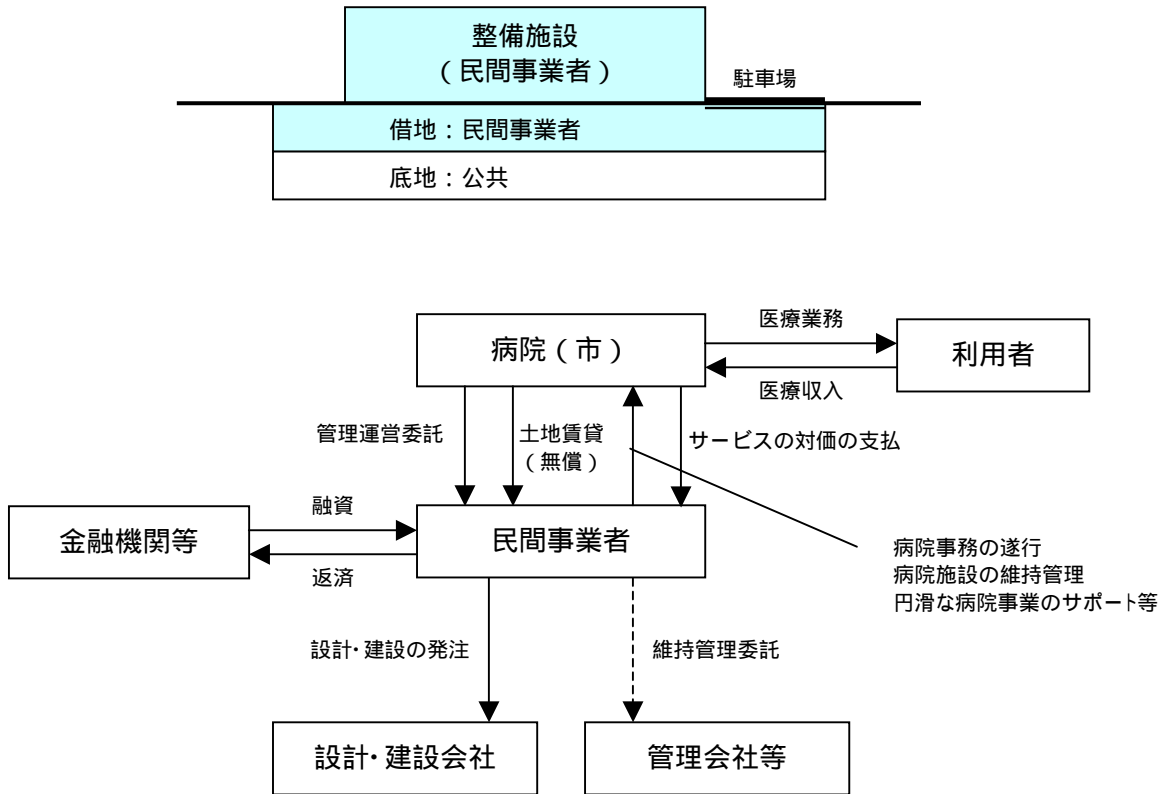 整備施設
（民間事業者）
駐車場
借地：民間事業者
底地：公共
病院（市）
医療業務
利用者
医療収入
管理運営委託
土地賃貸
（無償）
サービスの対価の支払
金融機関等
融資
返済
民間事業者
病院事務の遂行
病院施設の維持管理
円滑な病院事業のサポート等
設計・建設の発注
維持管理委託
設計・建設会社
管理会社等